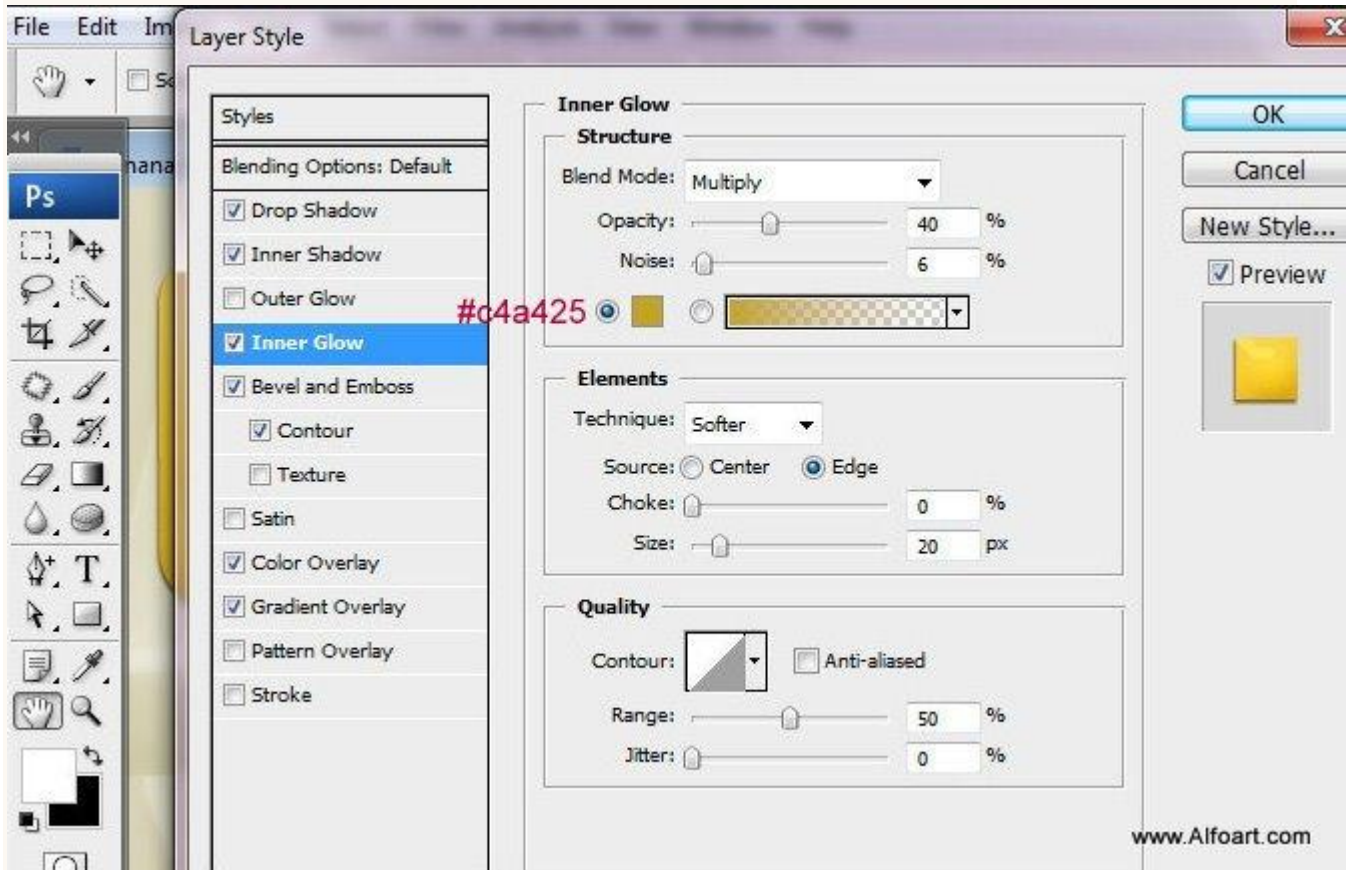 File Edit Im
Layer Style
So
hana
Ps
Styles
Blending Options: Default
Drop Shadow
Inner Shadow
Outer Glow
Inner Glow
Bevel and Emboss
Contour
Texture
Satin
Color Overlay
Gradient Overlay
Pattern Overlay
Stroke
Inner Glow
Structure
Blend Mode: Multiply
Opacity: 40 %
Noise: 6 %
#c4a425
Elements
Technique: Softer
Source: Center Edge
Choke: 0 %
Size: 20 px
Quality
Contour: Anti-aliased
Range: 50 %
Jitter: 0 %
OK
Cancel
New Style...
Preview
www.Alfoart.com